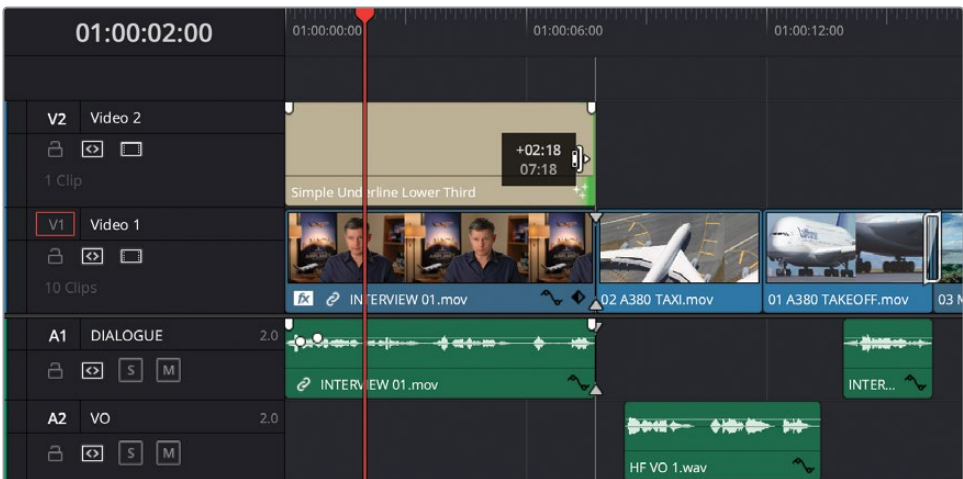 01:00:02:00
01:00:00:00
01:00:06:00
01:00:12:00
V2 Video 2
1 Clip
+02:18
07:18
Simple Underline Lower Third
V1 Video 1
10 Clips
fx INTERVIEW 01.mov
02 A380 TAXI.mov
01 A380 TAKEOFF.mov
03
A1 DIALOGUE 2.0
S M
INTERVIEW 01.mov
INTER...
A2 VO 2.0
S M
HF VO 1.wav